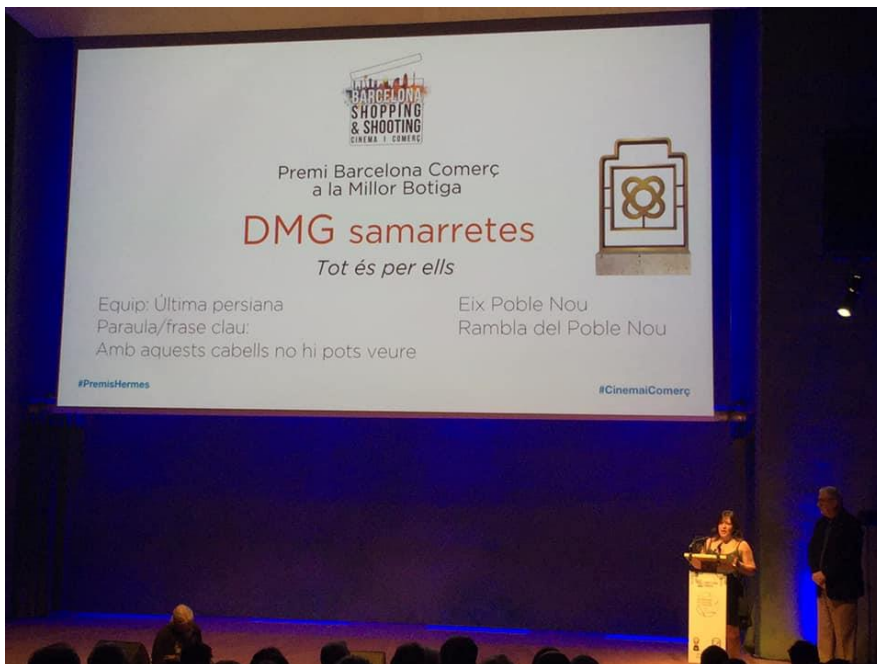 BARCELONA
SHOPPING
& SHOOTING
CINEMA I COMERÇ
Premi Barcelona Comerç
a la Millor Botiga
DMG samarretes
Tot és per ells
Equip: Última persiana
Paraula/frase clau:
Amb aquests cabells no hi pots veure
Eix Poble Nou
Rambla del Poble Nou
#PremisHermes
#CinemaiComerç